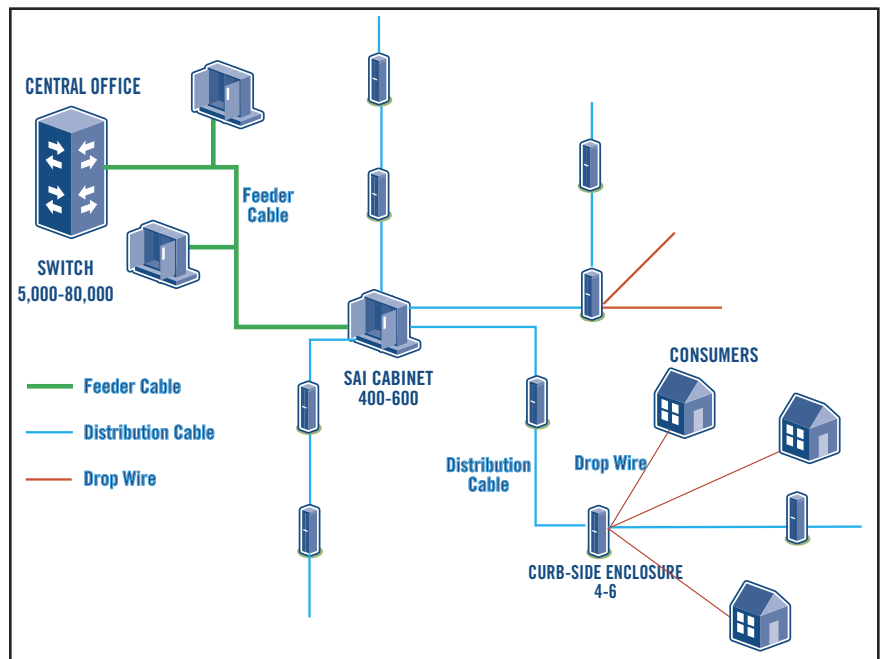 CENTRAL OFFICE
Feeder
Cable
SWITCH
5,000-80,000
SAI CABINET
400-600
CONSUMERS
Feeder Cable
Distribution Cable
Drop Wire
Distribution
Cable
Drop Wire
CURB-SIDE ENCLOSURE
4-6